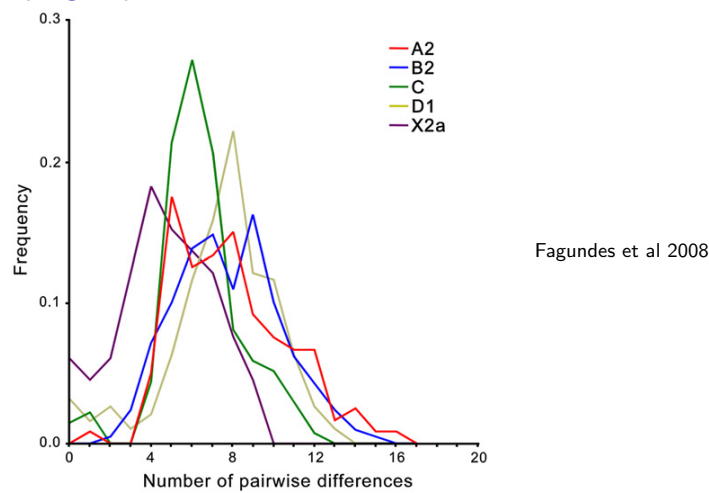 0.3
0.2
0.1
0.0
Frequency
A2
B2
C
D1
X2a
0 4 8 12 16 20
Number of pairwise differences
Fagundes et al 2008